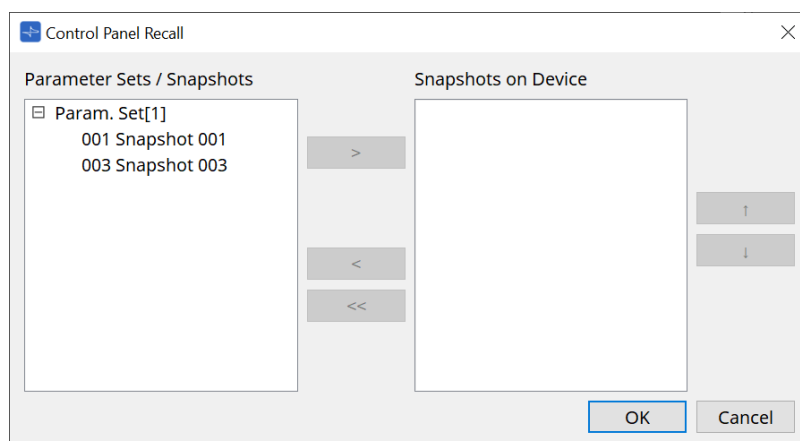 Control Panel Recall
Parameter Sets / Snapshots
Snapshots on Device
Param. Set[1]
001 Snapshot 001
003 Snapshot 003
>
<
<<
↑
↓
OK
Cancel